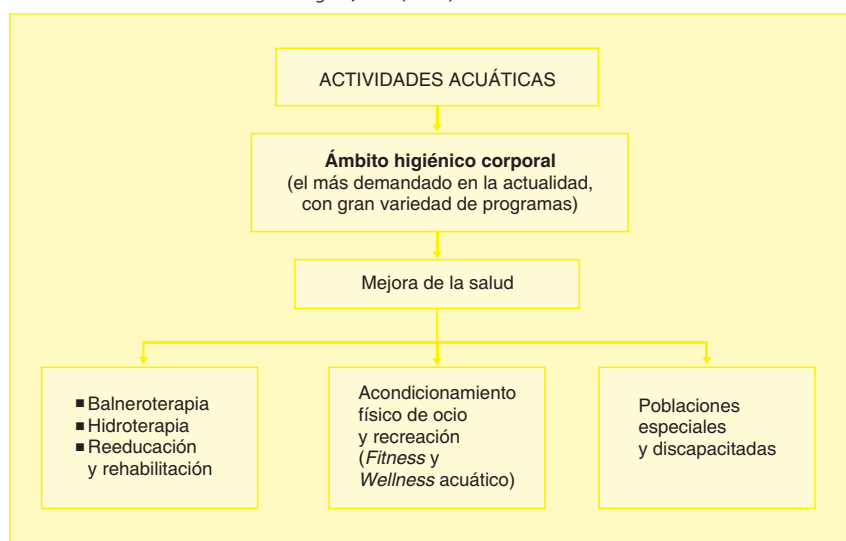 ACTIVIDADES ACUÁTICAS
Ámbito higiénico corporal
(el más demandado en la actualidad,
con gran variedad de programas)
Mejora de la salud
■ Balneroterapia
■ Hidroterapia
■ Reeducación
y rehabilitación
Acondicionamiento
físico de ocio
y recreación
(Fitness y
Wellness acuático)
Poblaciones
especiales
y discapacitadas